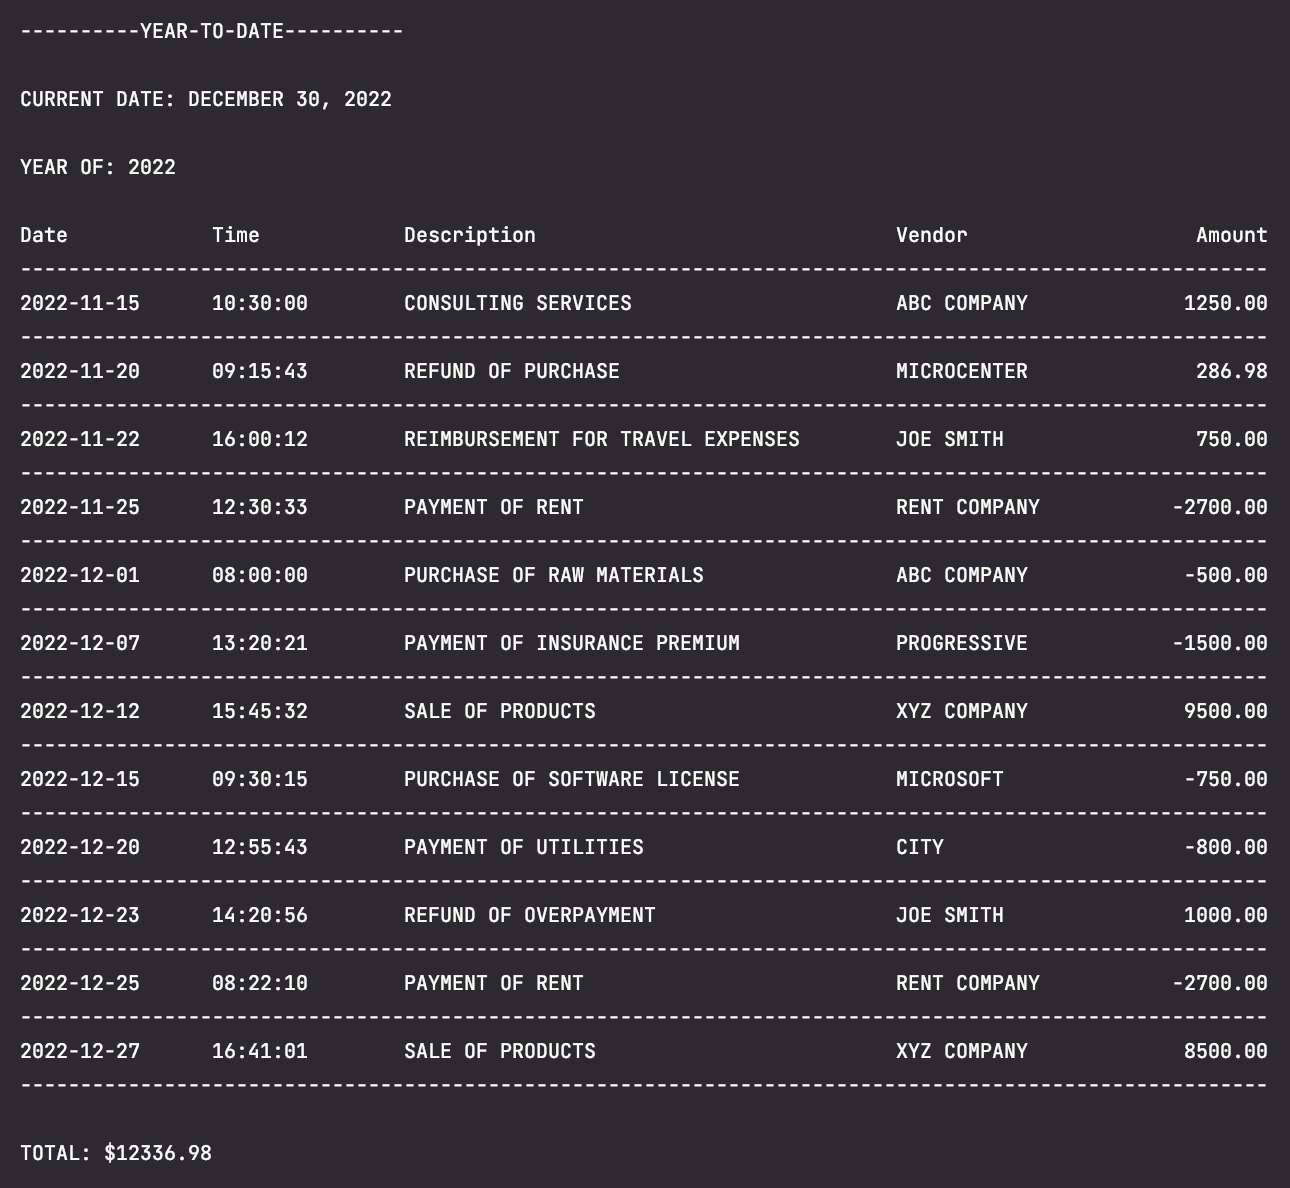 ----------YEAR-TO-DATE----------
CURRENT DATE: DECEMBER 30, 2022
YEAR OF: 2022
Date            Time            Description                              Vendor                   Amount
--------------------------------------------------------------------------------------------------------
2022-11-15      10:30:00        CONSULTING SERVICES                      ABC COMPANY             1250.00
--------------------------------------------------------------------------------------------------------
2022-11-20      09:15:43        REFUND OF PURCHASE                       MICROCENTER              286.98
--------------------------------------------------------------------------------------------------------
2022-11-22      16:00:12        REIMBURSEMENT FOR TRAVEL EXPENSES        JOE SMITH                750.00
--------------------------------------------------------------------------------------------------------
2022-11-25      12:30:33        PAYMENT OF RENT                          RENT COMPANY           -2700.00
--------------------------------------------------------------------------------------------------------
2022-12-01      08:00:00        PURCHASE OF RAW MATERIALS                ABC COMPANY             -500.00
--------------------------------------------------------------------------------------------------------
2022-12-07      13:20:21        PAYMENT OF INSURANCE PREMIUM             PROGRESSIVE            -1500.00
--------------------------------------------------------------------------------------------------------
2022-12-12      15:45:32        SALE OF PRODUCTS                         XYZ COMPANY             9500.00
--------------------------------------------------------------------------------------------------------
2022-12-15      09:30:15        PURCHASE OF SOFTWARE LICENSE             MICROSOFT               -750.00
--------------------------------------------------------------------------------------------------------
2022-12-20      12:55:43        PAYMENT OF UTILITIES                     CITY                    -800.00
--------------------------------------------------------------------------------------------------------
2022-12-23      14:20:56        REFUND OF OVERPAYMENT                    JOE SMITH               1000.00
--------------------------------------------------------------------------------------------------------
2022-12-25      08:22:10        PAYMENT OF RENT                          RENT COMPANY           -2700.00
--------------------------------------------------------------------------------------------------------
2022-12-27      16:41:01        SALE OF PRODUCTS                         XYZ COMPANY             8500.00
--------------------------------------------------------------------------------------------------------
TOTAL: $12336.98